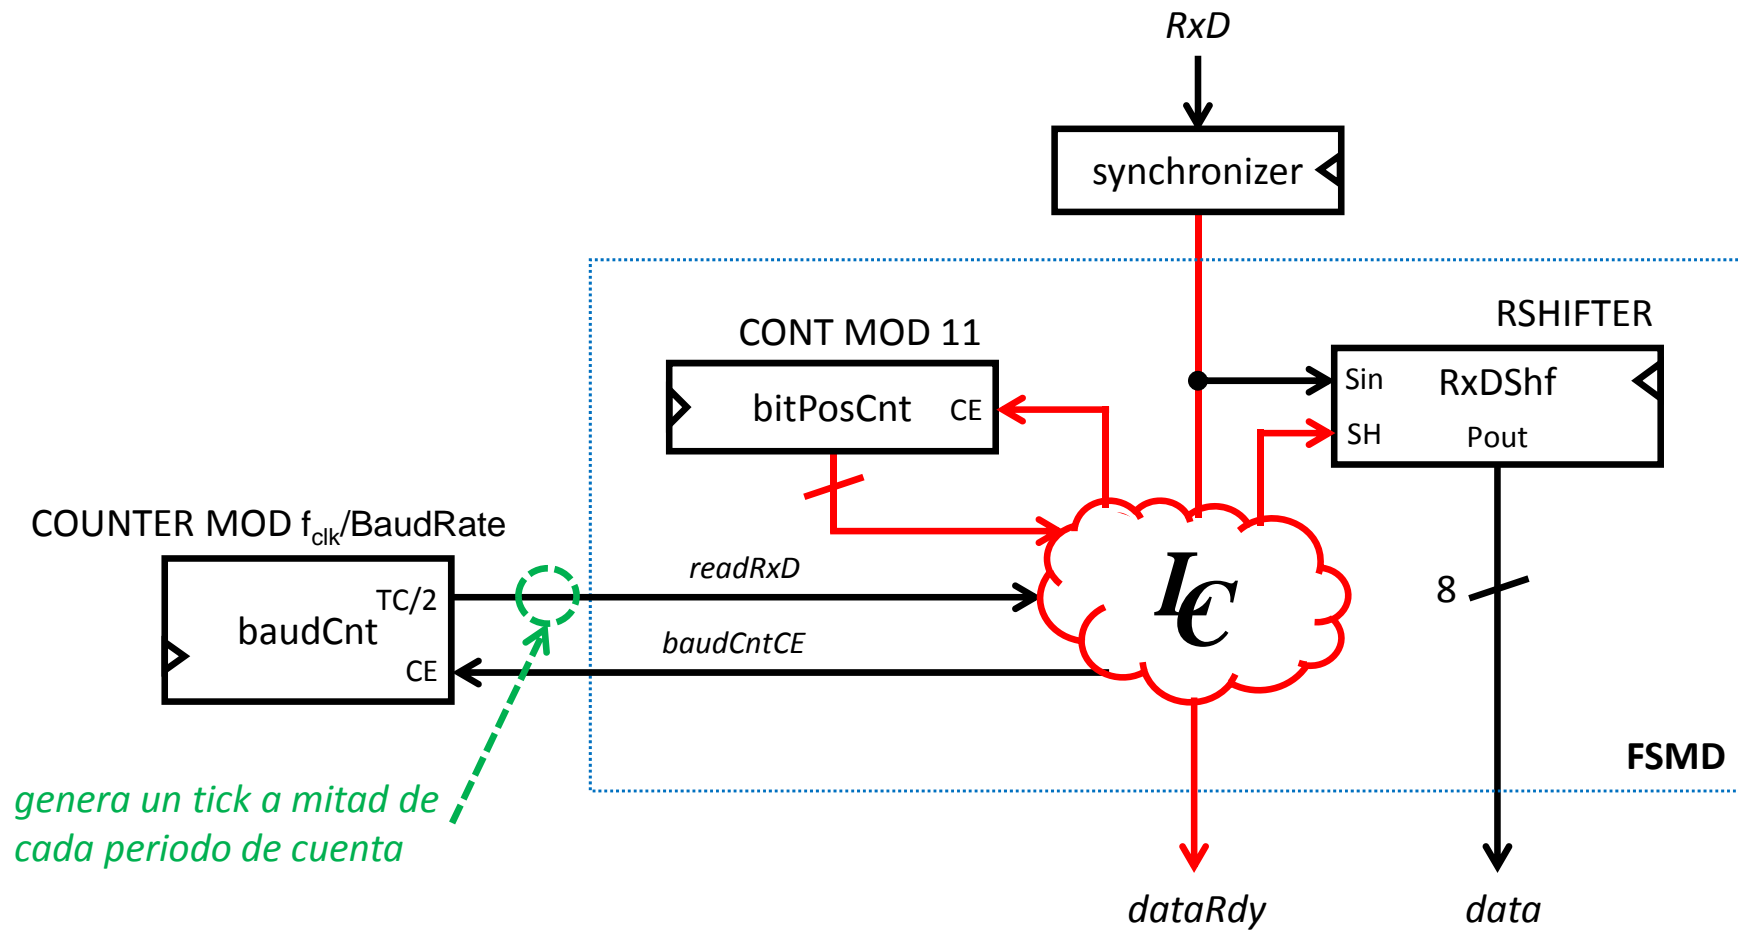 RxD
synchronizer
RSHIFTER
CONT MOD 11
Sin
RxDShf
bitPosCnt
CE
SH
Pout
COUNTER MOD fclk/BaudRate
readRxD
TC/2
LC
8
baudCnt
baudCntCE
CE
FSMD
genera un tick a mitad de
cada periodo de cuenta
dataRdy
data